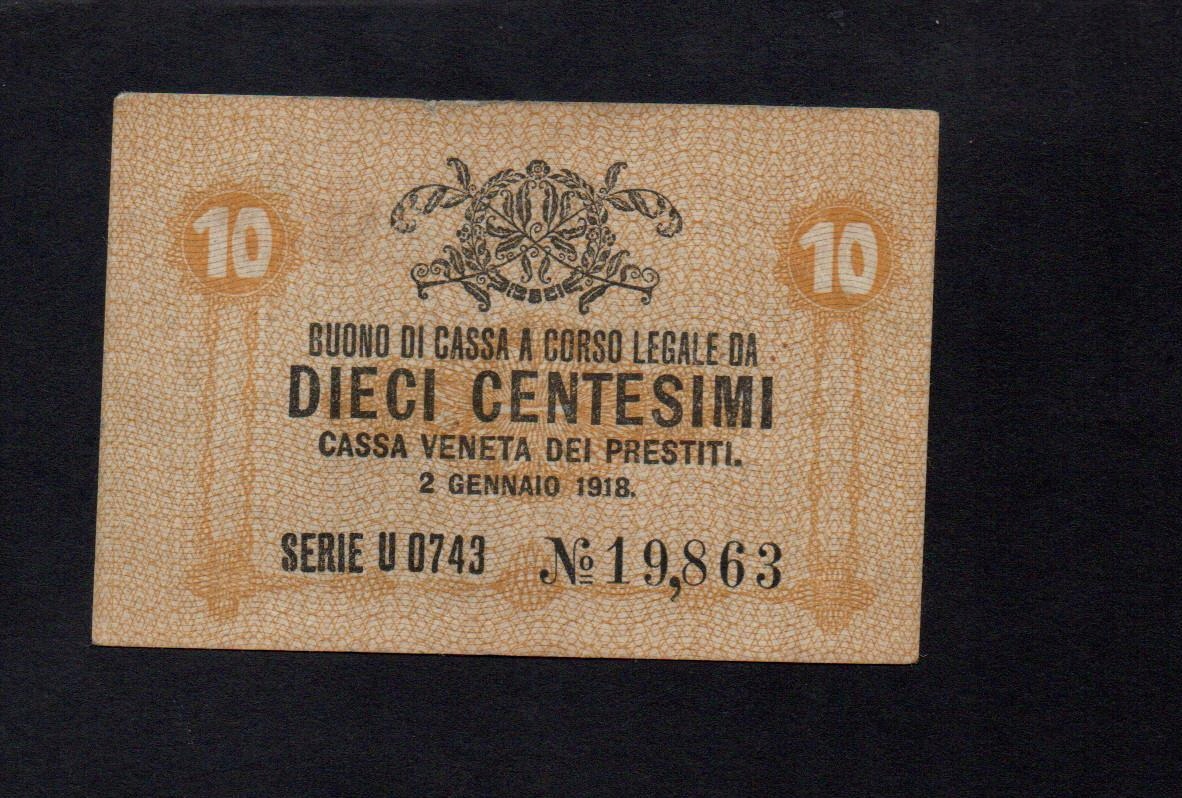 10 10
BUONO DI CASSA A CORSO LEGALE DA
DIECI CENTESIMI
CASSA VENETA DEI PRESTITI.
2 GENNAIO 1918.
SERIE U 0743 No 19,863